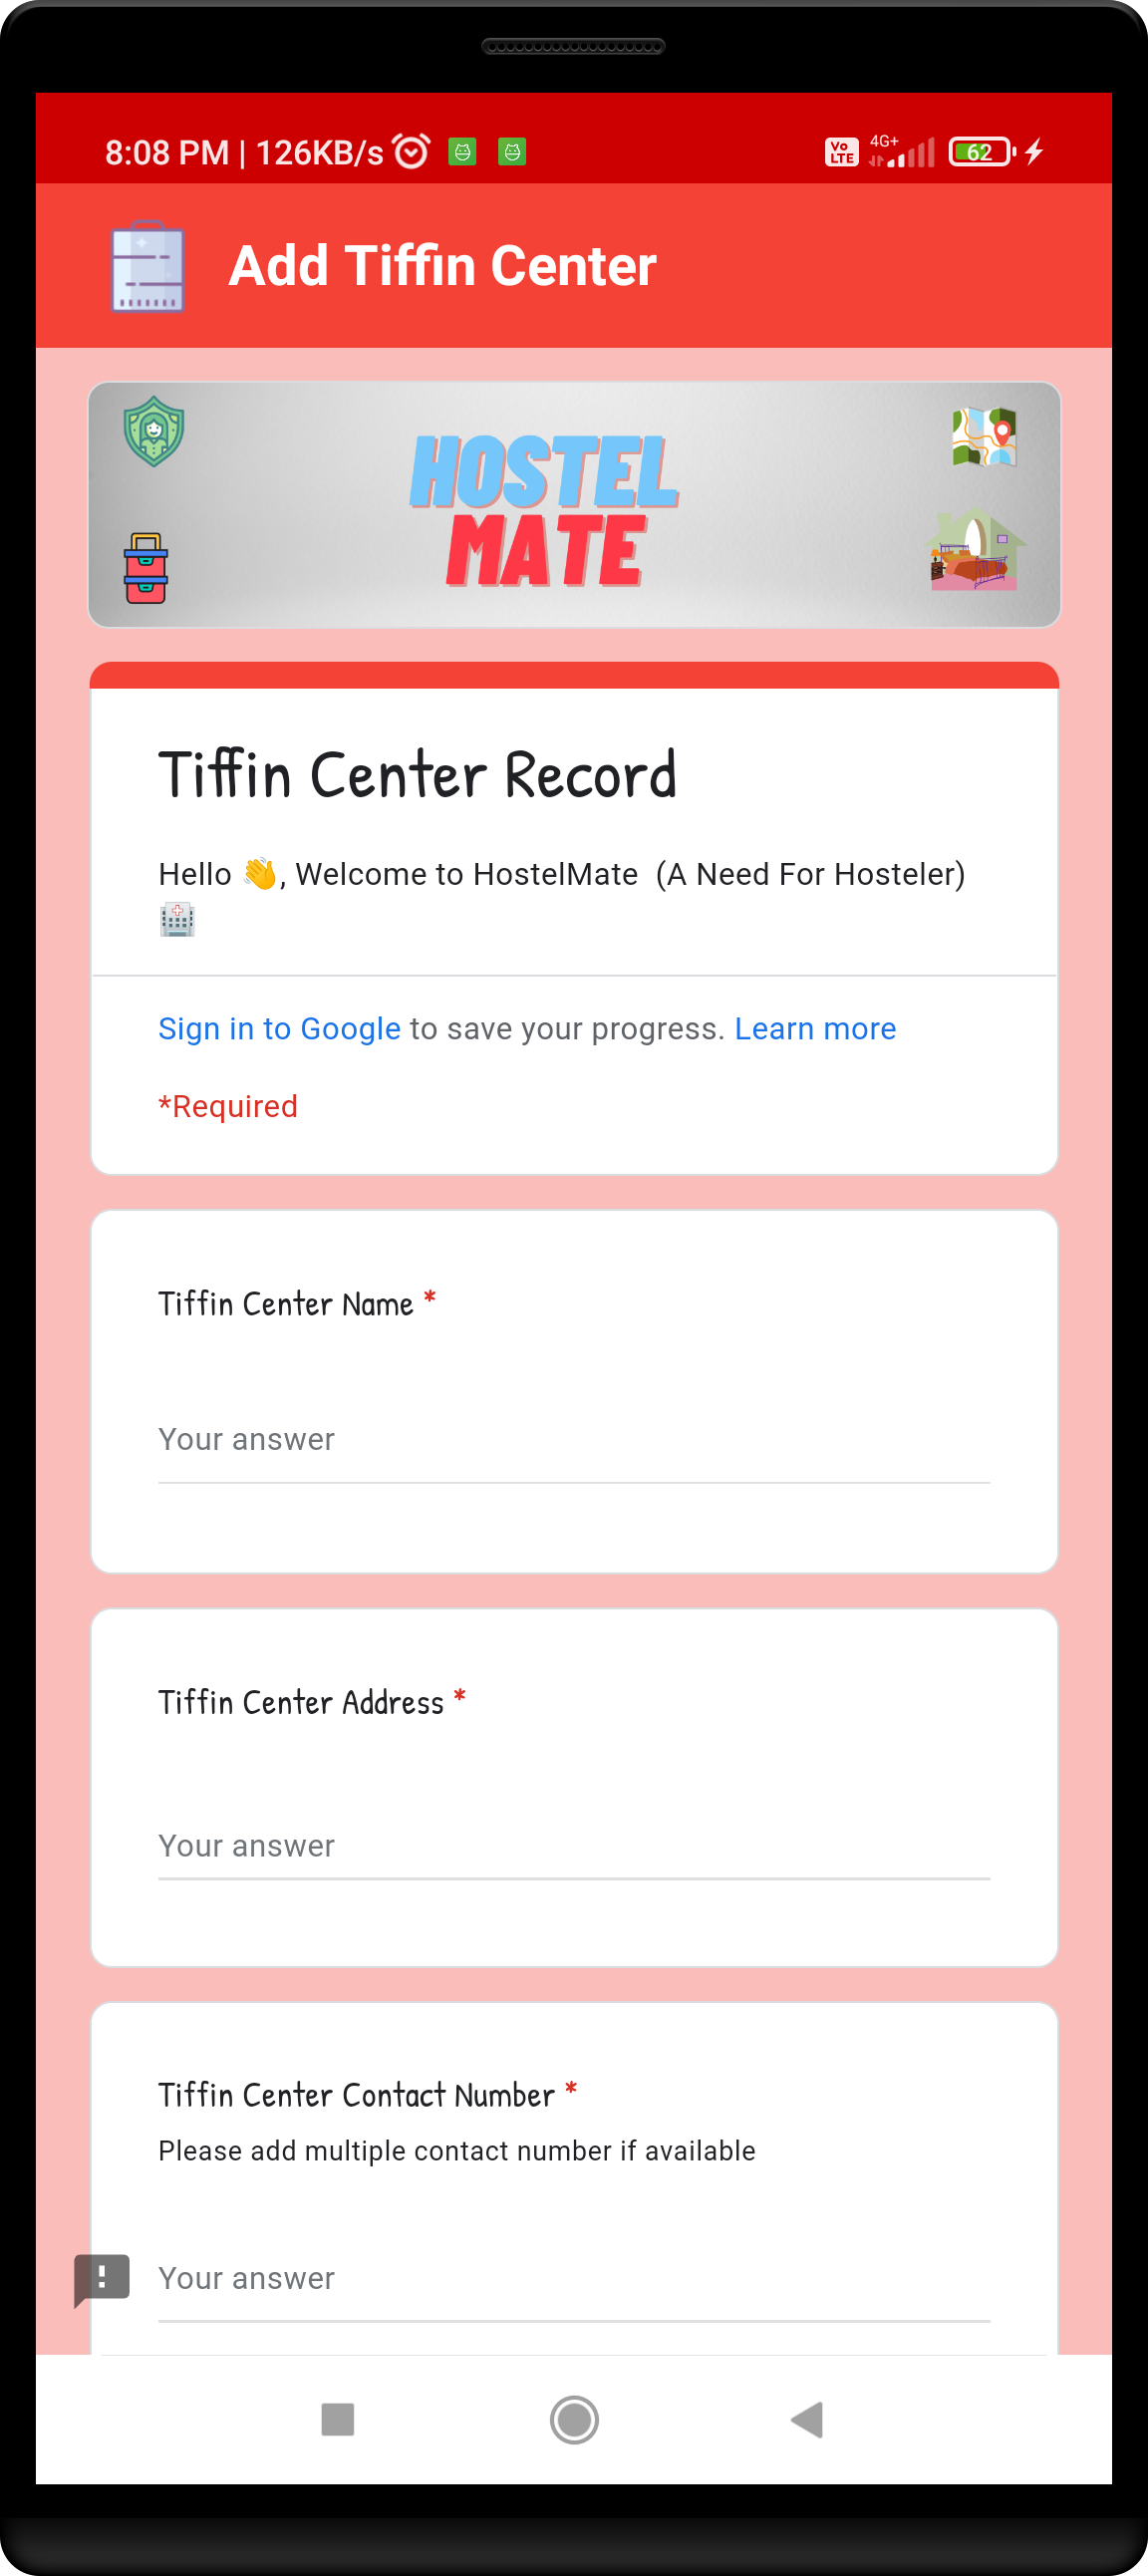 8:08 PM | 126KB/s
Vo LTE 4G+ 62
Add Tiffin Center
HOSTEL
MATE
Tiffin Center Record
Hello 👋, Welcome to HostelMate (A Need For Hosteler)
🏥
Sign in to Google to save your progress. Learn more
*Required
Tiffin Center Name *
Your answer
Tiffin Center Address *
Your answer
Tiffin Center Contact Number *
Please add multiple contact number if available
Your answer